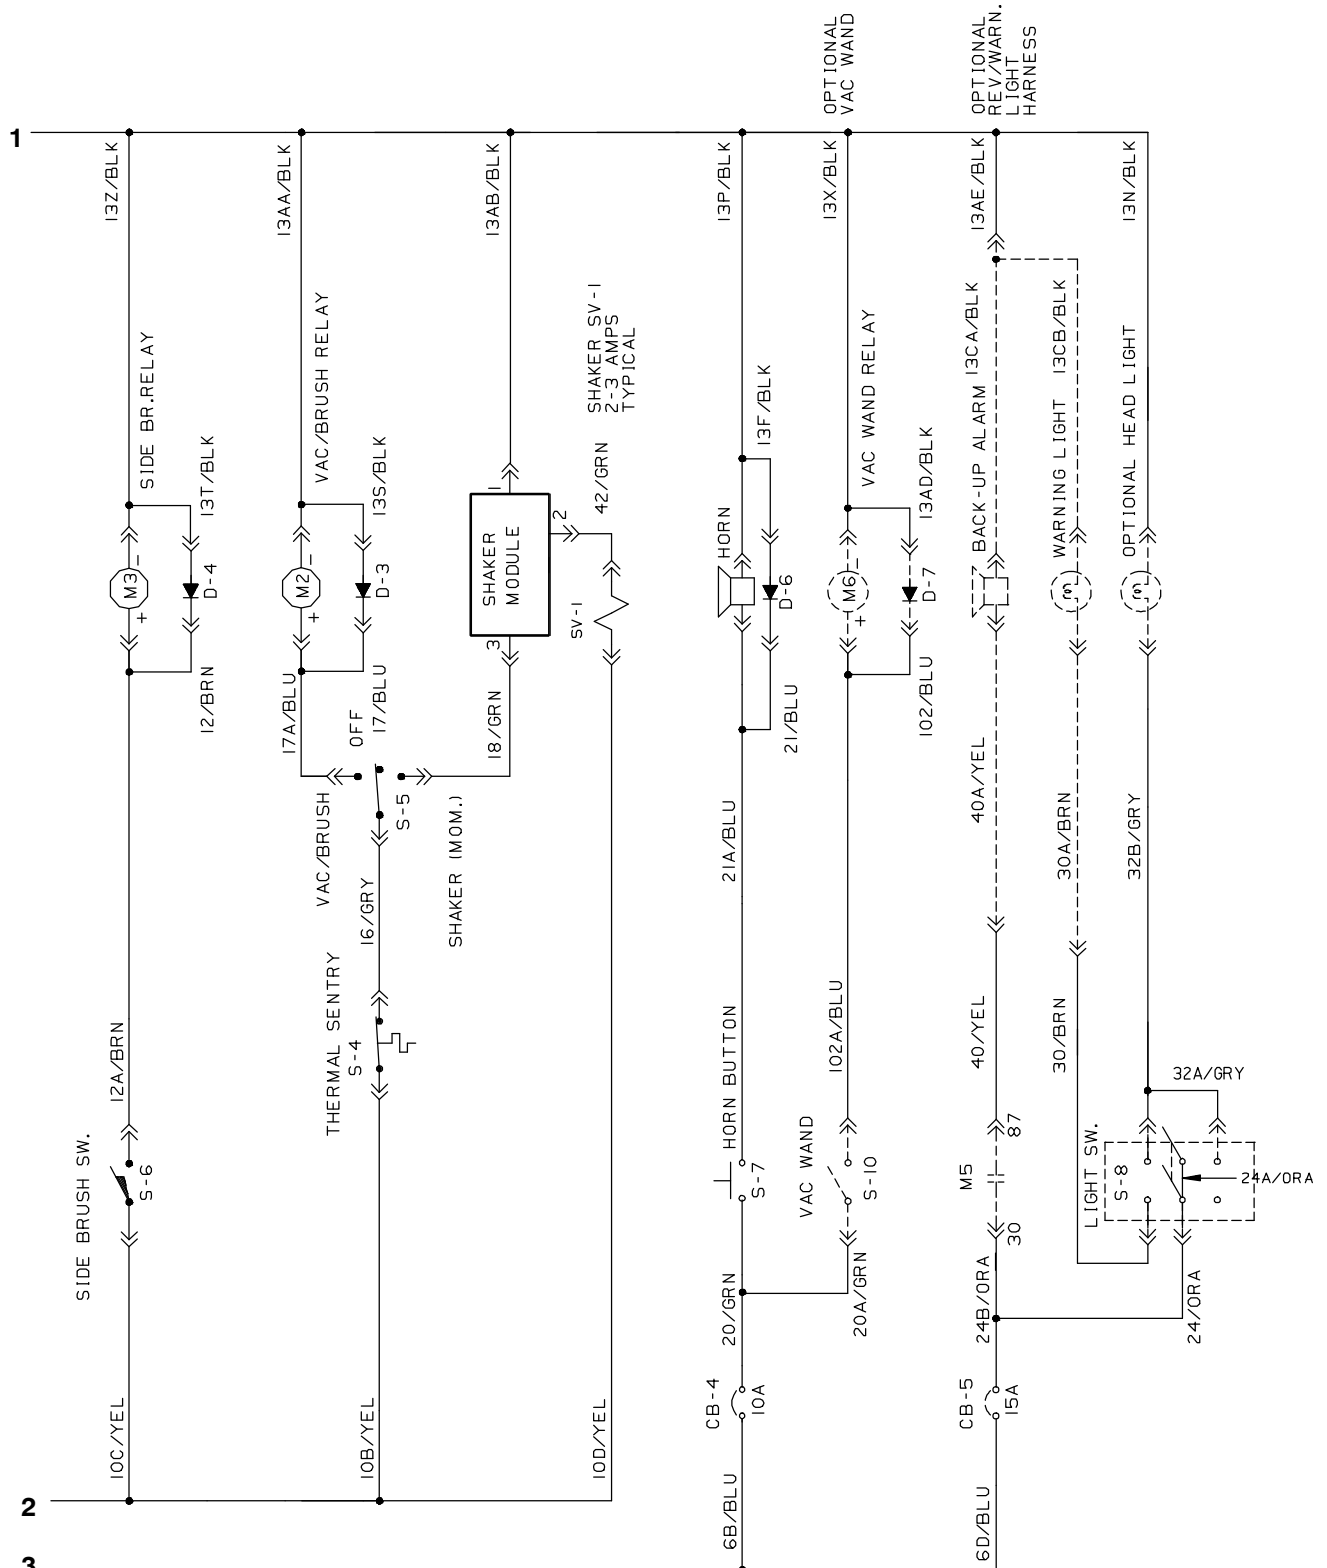 OPTIONAL
VAC WAND
OPTIONAL
REV/WARN.
LIGHT
HARNESS
1
13Z/BLK
13AA/BLK
13AB/BLK
13P/BLK
13X/BLK
13AE/BLK
13N/BLK
SIDE BR.RELAY
VAC/BRUSH RELAY
SHAKER SV-1
2-3 AMPS
TYPICAL
13F/BLK
VAC WAND RELAY
BACK-UP ALARM
13CA/BLK
WARNING LIGHT
13CB/BLK
OPTIONAL HEAD LIGHT
13T/BLK
13S/BLK
42/GRN
13AD/BLK
M3
-
+
D-4
M2
-
+
D-3
1
SHAKER
MODULE
2
3
SV-1
HORN
D-6
M6
-
+
D-7
12/BRN
17A/BLU
OFF
17/BLU
18/GRN
21/BLU
102/BLU
VAC/BRUSH
S-5
SHAKER (MOM.)
16/GRY
21A/BLU
40A/YEL
30A/BRN
32B/GRY
12A/BRN
THERMAL SENTRY
S-4
HORN BUTTON
102A/BLU
40/YEL
30/BRN
32A/GRY
SIDE BRUSH SW.
S-6
S-7
VAC WAND
S-10
87
M5
30
LIGHT SW.
S-8
24A/ORA
20/GRN
20A/GRN
24B/ORA
24/ORA
CB-4
10A
CB-5
15A
10C/YEL
10B/YEL
10D/YEL
6B/BLU
6D/BLU
2
3